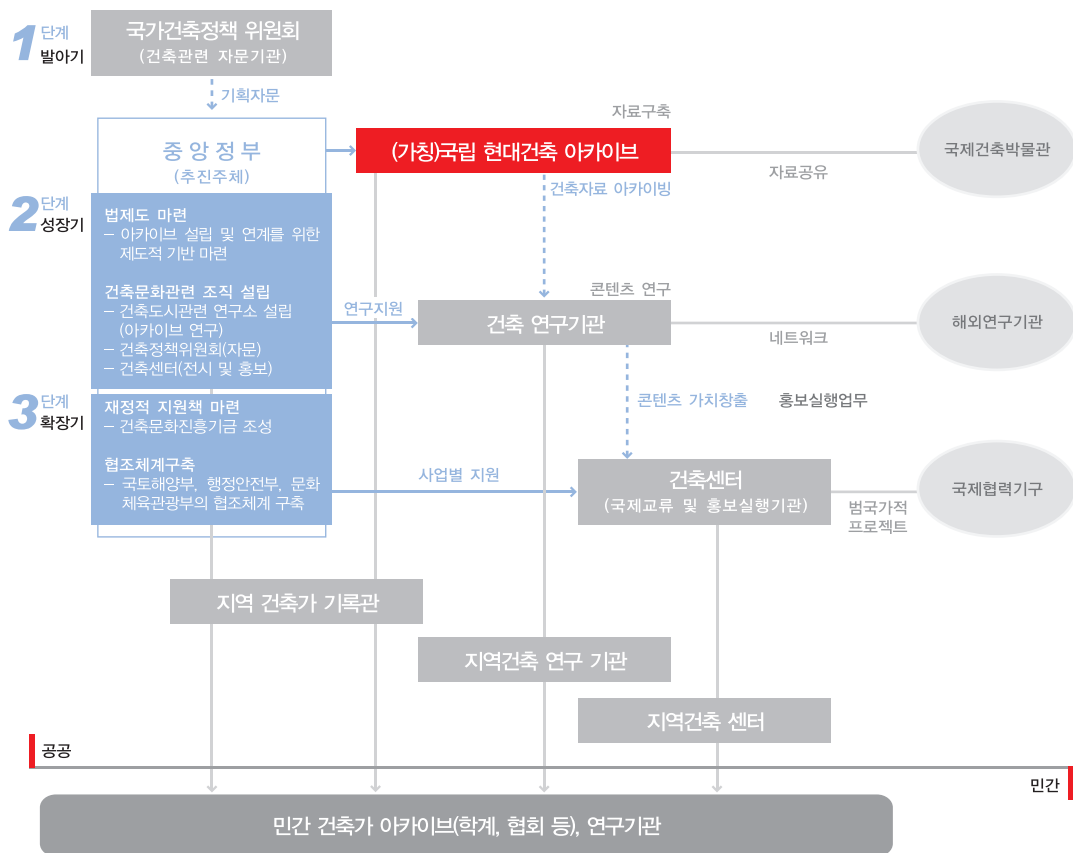 1 단계
발아기
국가건축정책 위원회
(건축관련 자문기관)
기획자문
중앙정부
(추진주체)
(가칭)국립 현대건축 아카이브
자료구축
자료공유
국제건축박물관
건축자료 아카이빙
2 단계
성장기
법제도 마련
– 아카이브 설립 및 연계를 위한
제도적 기반 마련
건축문화관련 조직 설립
– 건축도시관련 연구소 설립
(아카이브 연구)
– 건축정책위원회(자문)
– 건축센터(전시 및 홍보)
연구지원
건축 연구기관
콘텐츠 연구
네트워크
해외연구기관
콘텐츠 가치창출
홍보실행업무
3 단계
확장기
재정적 지원책 마련
– 건축문화진흥기금 조성
협조체계구축
– 국토해양부, 행정안전부, 문화
체육관광부의 협조체계 구축
사업별 지원
건축센터
(국제교류 및 홍보실행기관)
범국가적
프로젝트
국제협력기구
지역 건축가 기록관
지역건축 연구 기관
지역건축 센터
공공
민간
민간 건축가 아카이브(학계, 협회 등), 연구기관